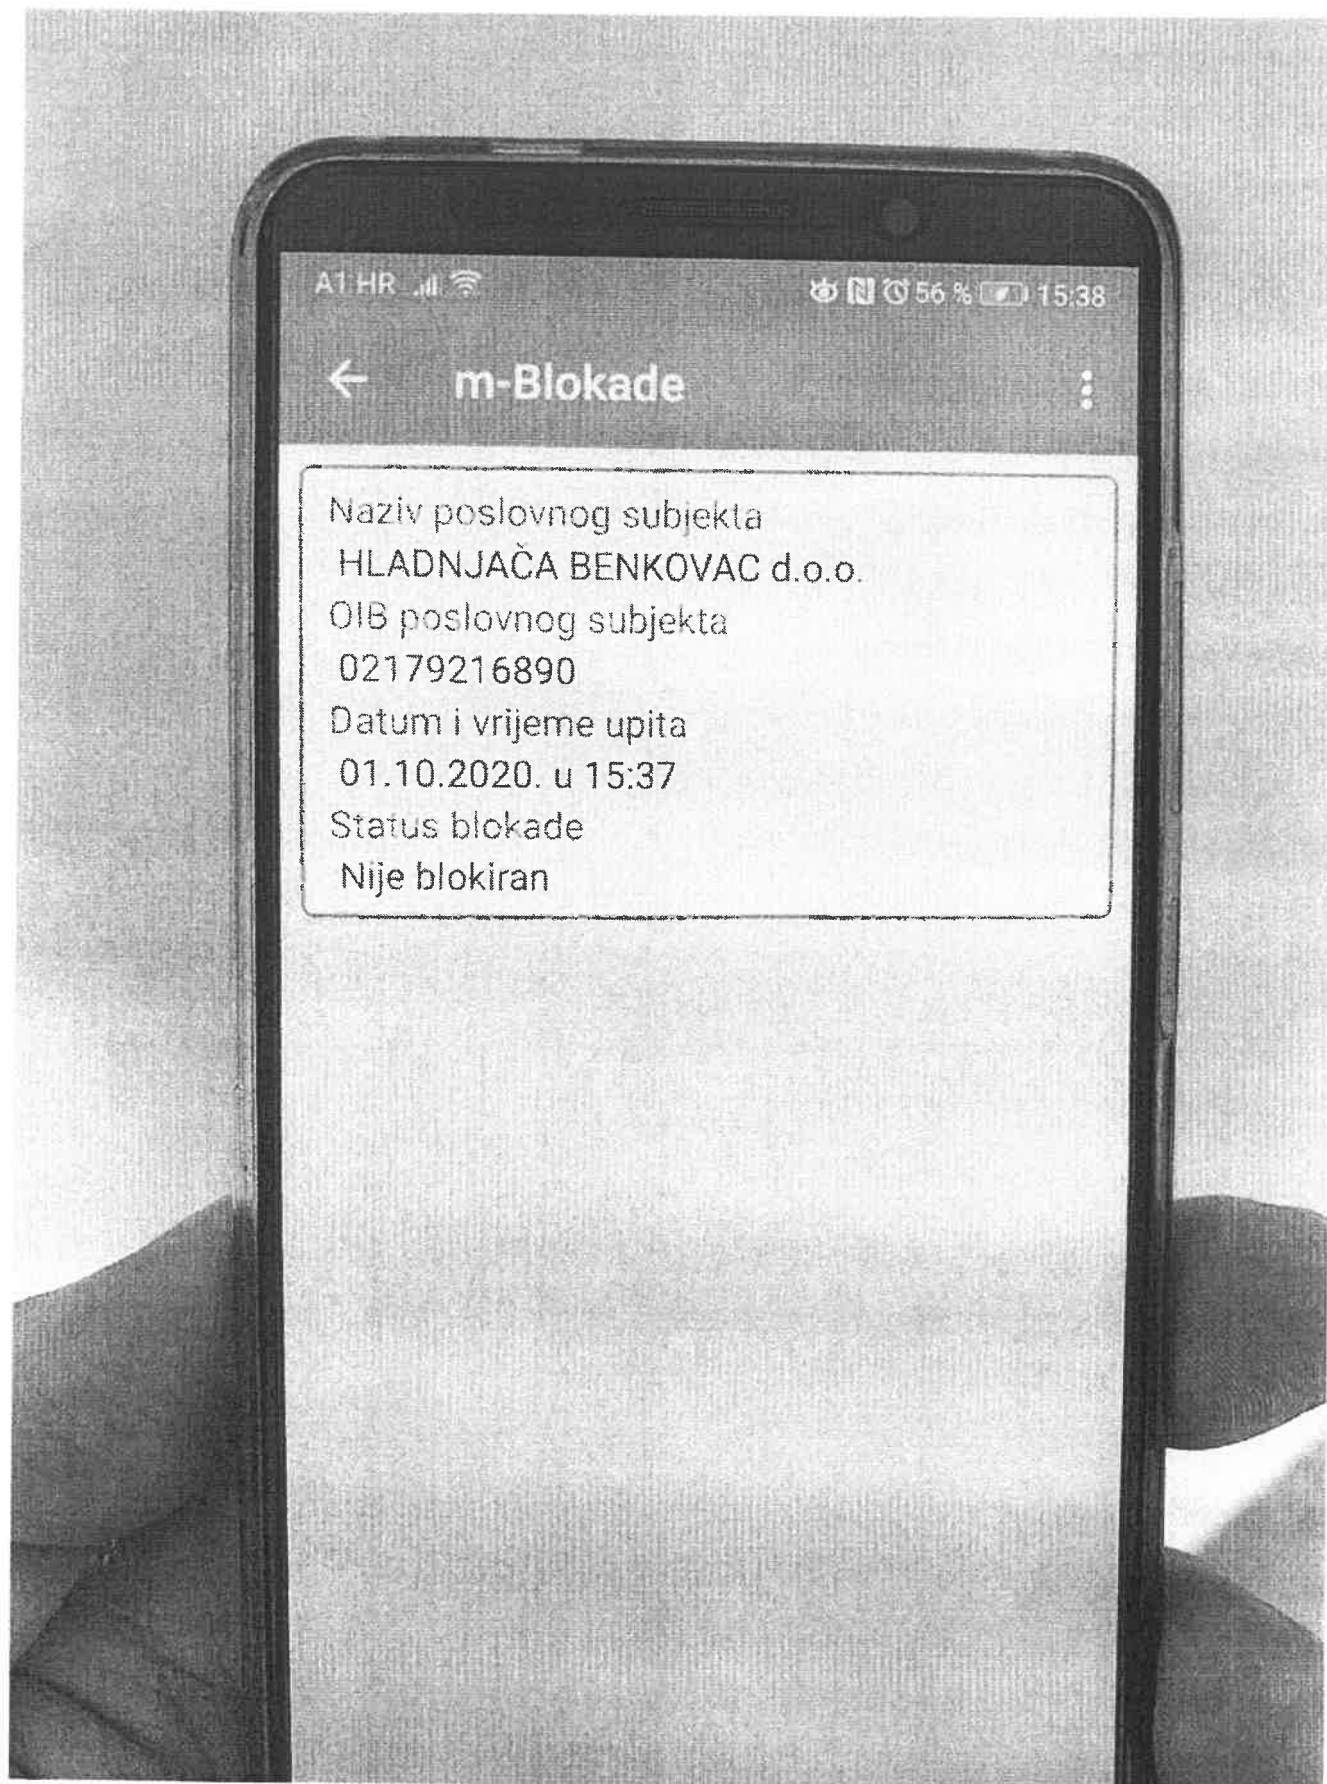 A1 HR 56 % 15:38
m-Blokade
Naziv poslovnog subjekta
HLADNJAČA BENKOVAC d.o.o.
OIB poslovnog subjekta
02179216890
Datum i vrijeme upita
01.10.2020. u 15:37
Status blokade
Nije blokiran